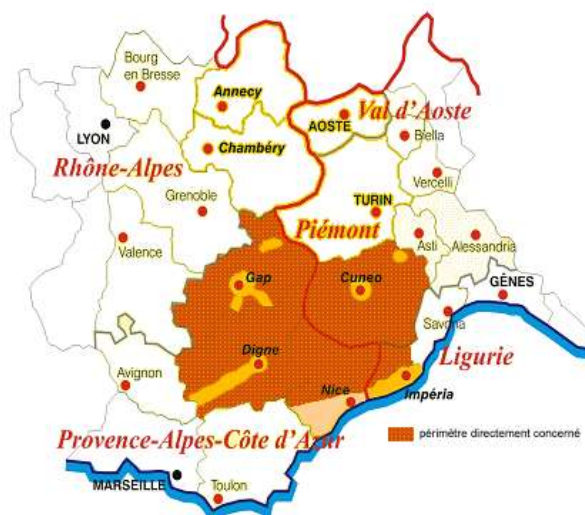 Bourg
en Bresse
Annecy
LYON
AOSTE
Val d'Aoste
Biella
Chambéry
Rhône-Alpes
Vercelli
Grenoble
TURIN
Piémont
Valence
Asti
Alessandria
Gap
Cuneo
GÊNES
Savona
Digne
Ligurie
Avignon
Nice
Impéria
Provence-Alpes-Côte d'Azur
périmètre directement concerné
MARSEILLE
Toulon